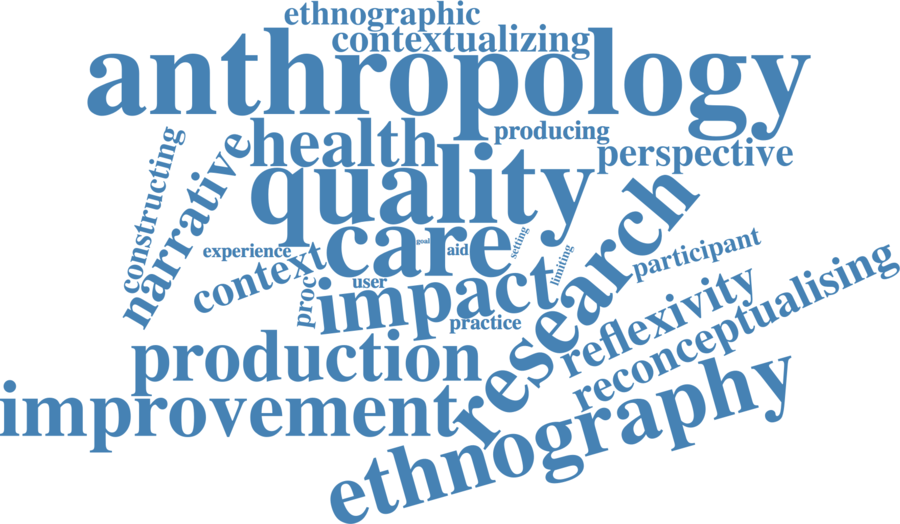 ethnographic
contextualizing
anthropology
producing
health
perspective
constructing
narrative
quality
research
care
goal
aid
setting
limiting
experience
context
user
proc
impact
practice
participant
reflexivity
reconceptualising
production
improvement
ethnography